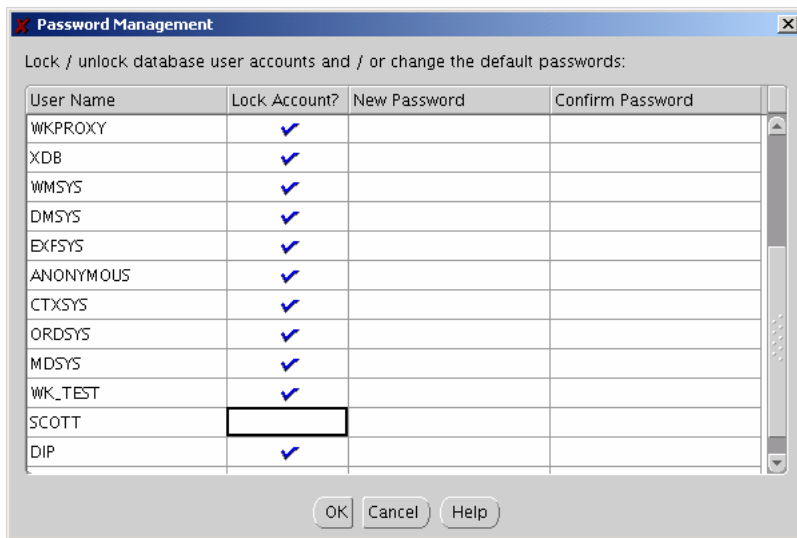 Password Management
Lock / unlock database user accounts and / or change the default passwords:
User Name Lock Account? New Password Confirm Password
WKPROXY
XDB
WMSYS
DMSYS
EXFSYS
ANONYMOUS
CTXSYS
ORDSYS
MDSYS
WK_TEST
SCOTT
DIP
OK Cancel Help